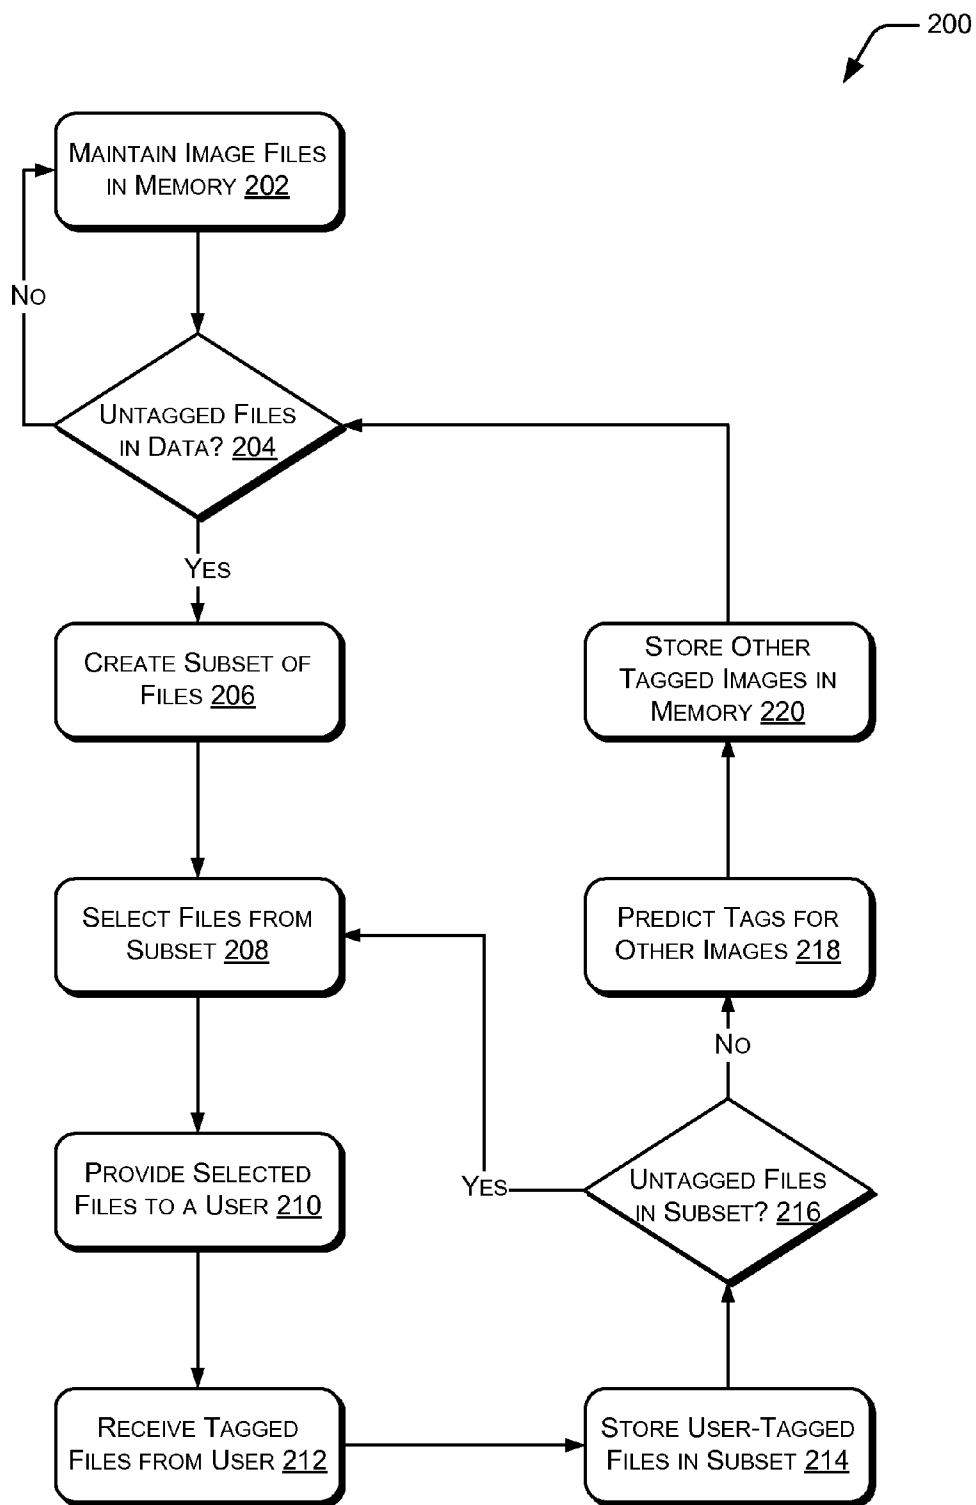 200
MAINTAIN IMAGE FILES
IN MEMORY 202
NO
UNTAGGED FILES
IN DATA? 204
YES
CREATE SUBSET OF
FILES 206
SELECT FILES FROM
SUBSET 208
PROVIDE SELECTED
FILES TO A USER 210
RECEIVE TAGGED
FILES FROM USER 212
STORE USER-TAGGED
FILES IN SUBSET 214
UNTAGGED FILES
IN SUBSET? 216
YES
NO
PREDICT TAGS FOR
OTHER IMAGES 218
STORE OTHER
TAGGED IMAGES IN
MEMORY 220